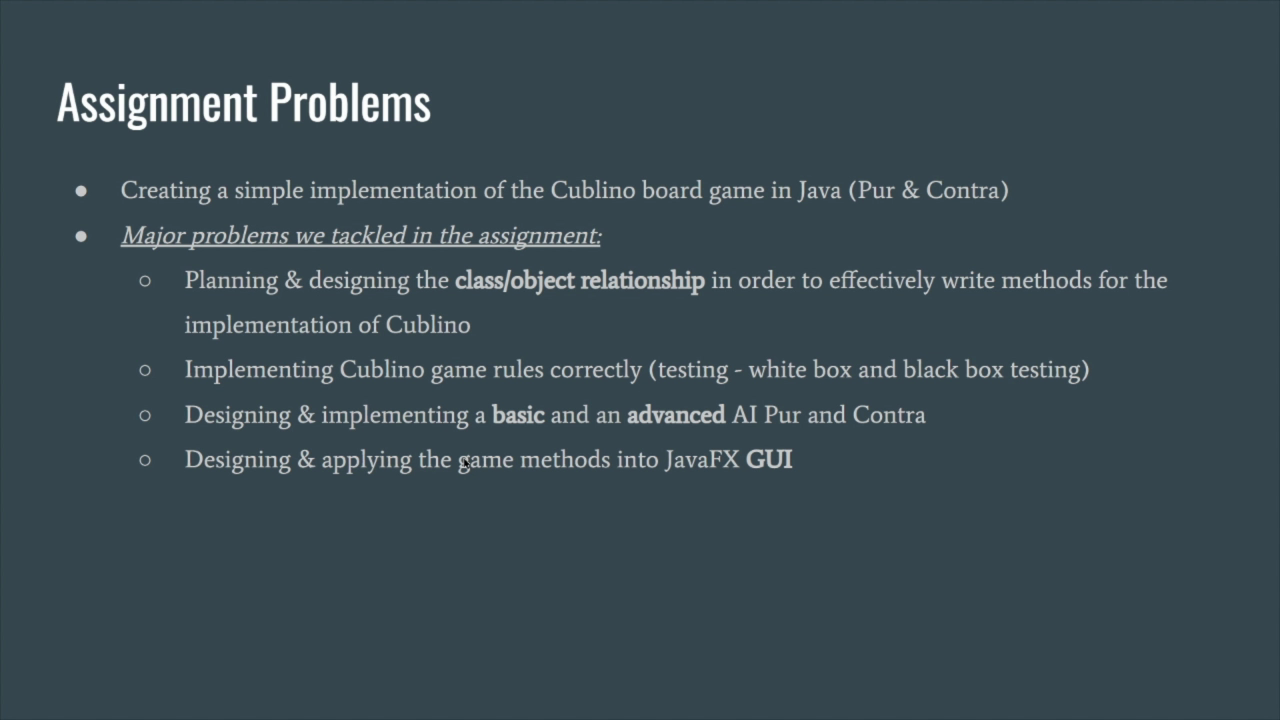 Assignment Problems
● Creating a simple implementation of the Cublino board game in Java (Pur & Contra)
● Major problems we tackled in the assignment:
○ Planning & designing the class/object relationship in order to effectively write methods for the
implementation of Cublino
○ Implementing Cublino game rules correctly (testing - white box and black box testing)
○ Designing & implementing a basic and an advanced AI Pur and Contra
○ Designing & applying the game methods into JavaFX GUI